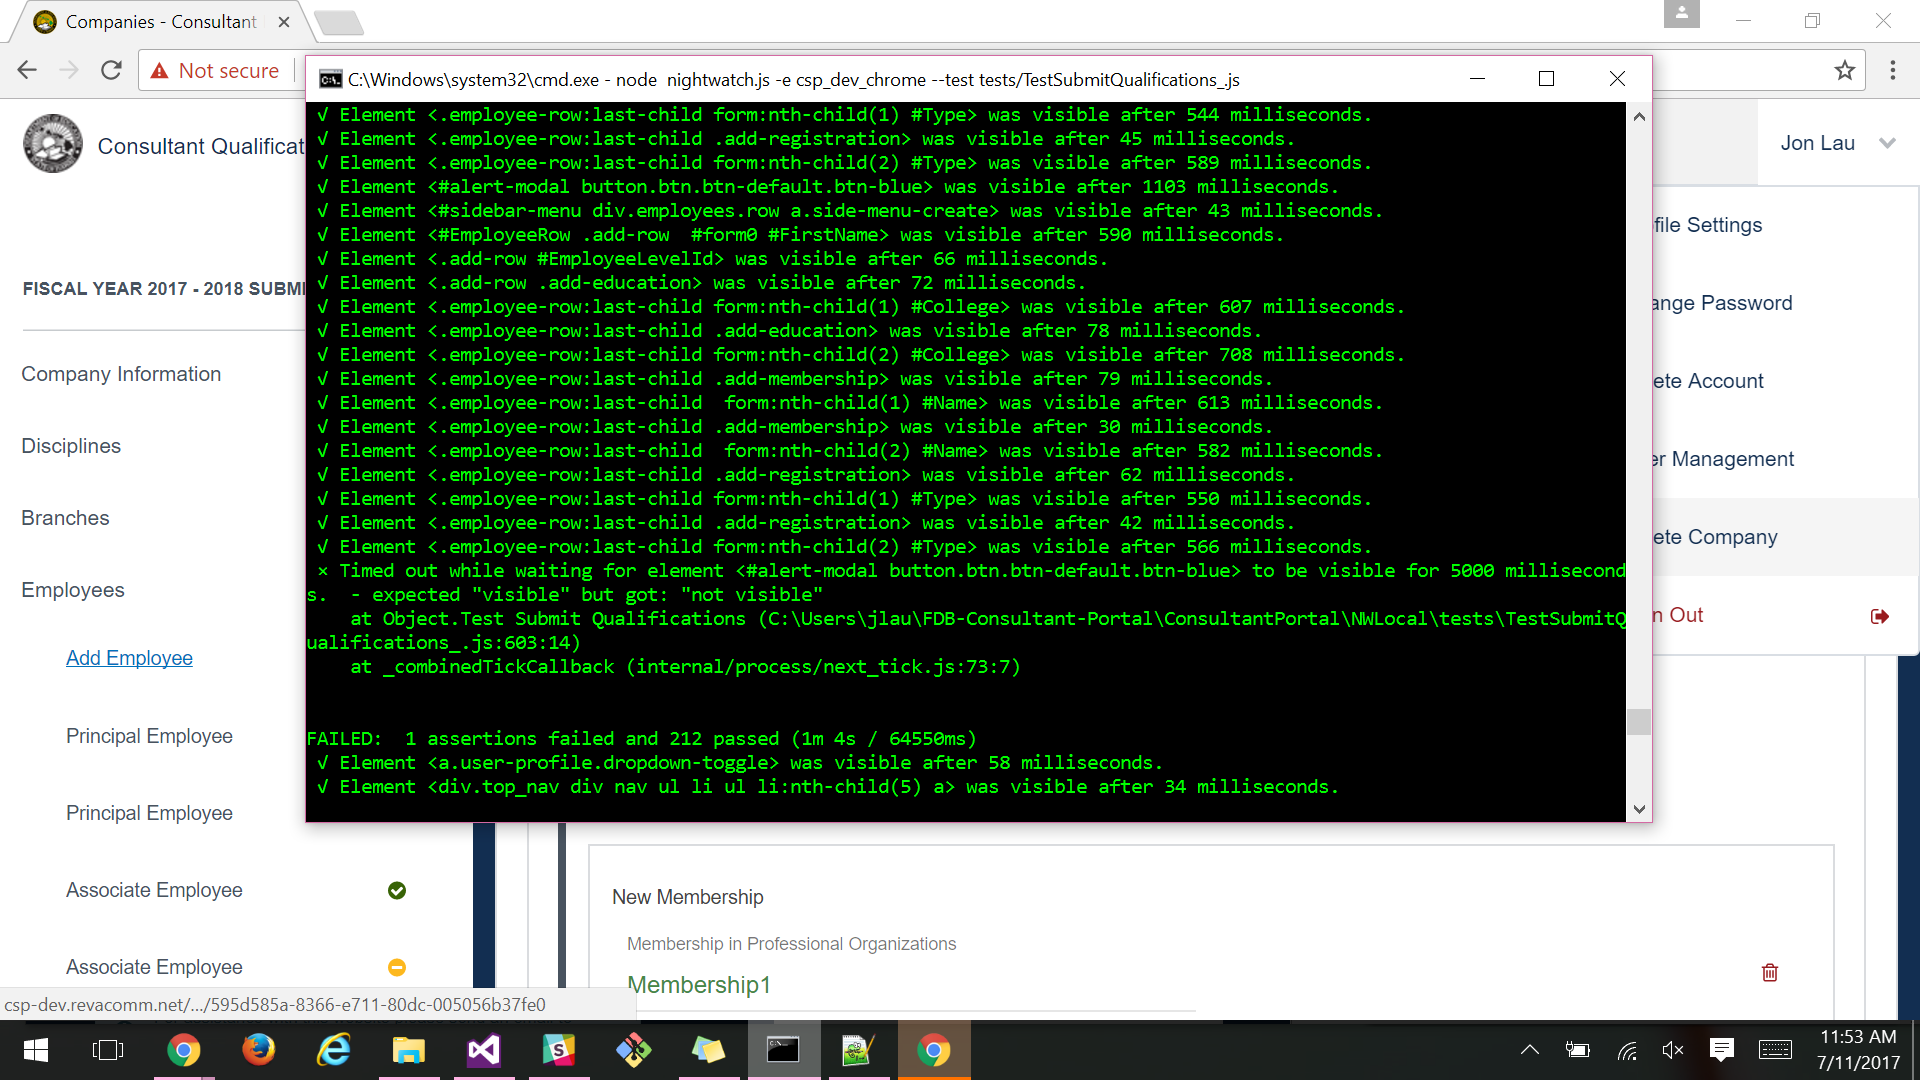 Companies - Consultant
Not secure
C:\Windows\system32\cmd.exe - node  nightwatch.js -e csp_dev_chrome --test tests/TestSubmitQualifications_.js
√ Element <.employee-row:last-child form:nth-child(1) #Type> was visible after 544 milliseconds.
√ Element <.employee-row:last-child .add-registration> was visible after 45 milliseconds.
√ Element <.employee-row:last-child form:nth-child(2) #Type> was visible after 589 milliseconds.
√ Element <#alert-modal button.btn.btn-default.btn-blue> was visible after 1103 milliseconds.
√ Element <#sidebar-menu div.employees.row a.side-menu-create> was visible after 43 milliseconds.
√ Element <#EmployeeRow .add-row  #form0 #FirstName> was visible after 590 milliseconds.
√ Element <.add-row #EmployeeLevelId> was visible after 66 milliseconds.
√ Element <.add-row .add-education> was visible after 72 milliseconds.
√ Element <.employee-row:last-child form:nth-child(1) #College> was visible after 607 milliseconds.
√ Element <.employee-row:last-child .add-education> was visible after 78 milliseconds.
√ Element <.employee-row:last-child form:nth-child(2) #College> was visible after 708 milliseconds.
√ Element <.employee-row:last-child .add-membership> was visible after 79 milliseconds.
√ Element <.employee-row:last-child  form:nth-child(1) #Name> was visible after 613 milliseconds.
√ Element <.employee-row:last-child .add-membership> was visible after 30 milliseconds.
√ Element <.employee-row:last-child  form:nth-child(2) #Name> was visible after 582 milliseconds.
√ Element <.employee-row:last-child .add-registration> was visible after 62 milliseconds.
√ Element <.employee-row:last-child form:nth-child(1) #Type> was visible after 550 milliseconds.
√ Element <.employee-row:last-child .add-registration> was visible after 42 milliseconds.
√ Element <.employee-row:last-child form:nth-child(2) #Type> was visible after 566 milliseconds.
× Timed out while waiting for element <#alert-modal button.btn.btn-default.btn-blue> to be visible for 5000 millisecond
s.  - expected "visible" but got: "not visible"
at Object.Test Submit Qualifications (C:\Users\jlau\FDB-Consultant-Portal\ConsultantPortal\NWLocal\tests\TestSubmitQ
ualifications_.js:603:14)
at _combinedTickCallback (internal/process/next_tick.js:73:7)
FAILED:  1 assertions failed and 212 passed (1m 4s / 64550ms)
√ Element <a.user-profile.dropdown-toggle> was visible after 58 milliseconds.
√ Element <div.top_nav div nav ul li ul li:nth-child(5) a> was visible after 34 milliseconds.
Consultant Qualificat
FISCAL YEAR 2017 - 2018 SUBMI
Company Information
Disciplines
Branches
Employees
Add Employee
Principal Employee
Principal Employee
Associate Employee
Associate Employee
Jon Lau
file Settings
ange Password
ete Account
er Management
ete Company
n Out
New Membership
Membership in Professional Organizations
Membership1
csp-dev.revacomm.net/.../595d585a-8366-e711-80dc-005056b37fe0
11:53 AM
7/11/2017